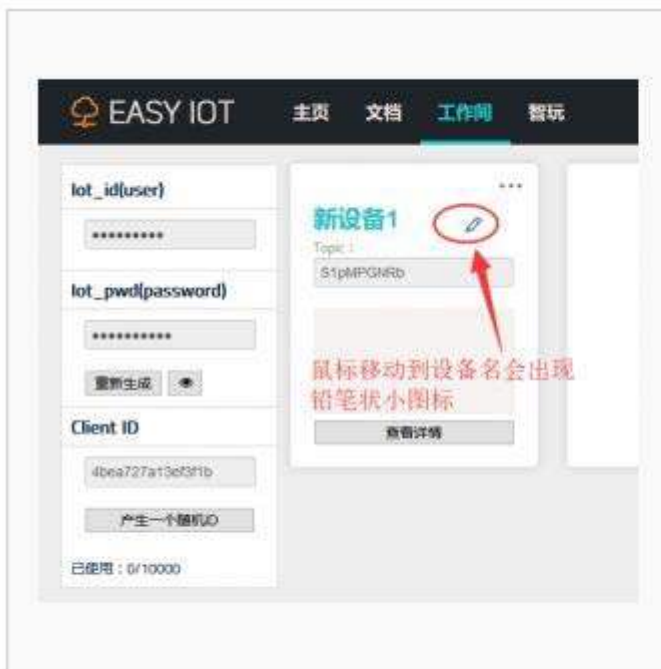 EASY IOT 主页 文档 工作间 智玩
Iot_id(user)
•••••••••
Iot_pwd(password)
••••••••••
重新生成
Client ID
4bea727a13ef3f1b
产生一个随机ID
已使用：0/10000
...
新设备1
Topic：
S1pMPGNRb
鼠标移动到设备名会出现
铅笔状小图标
查看详情